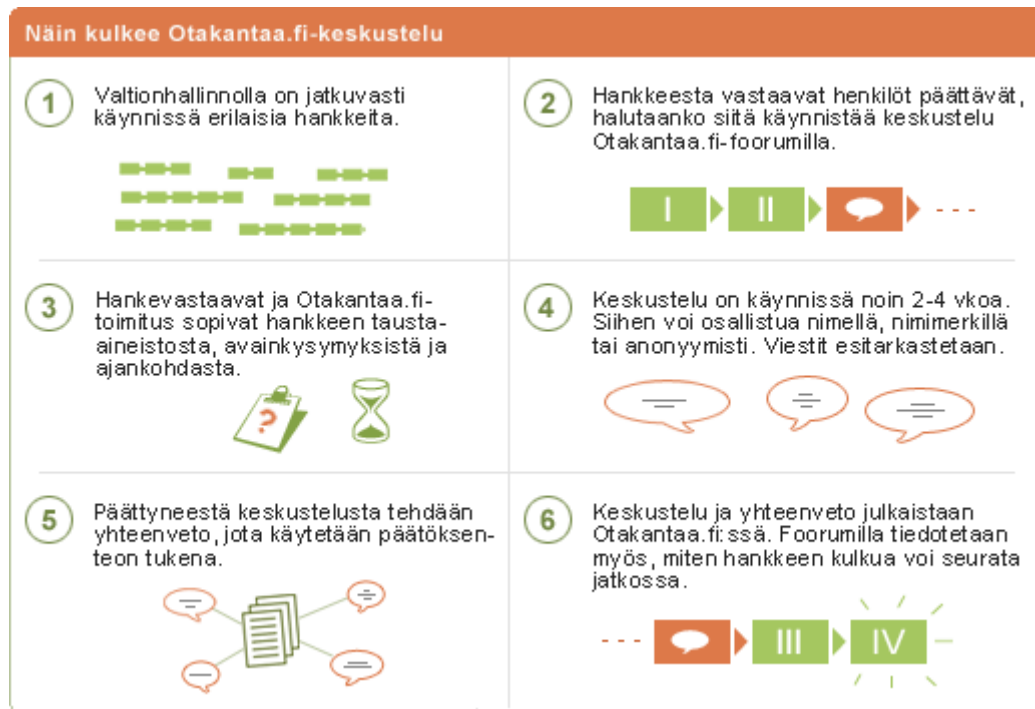 Näin kulkee Otakantaa.fi-keskustelu
1
Valtionhallinnolla on jatkuvasti
käynnissä erilaisia hankkeita.
2
Hankkeesta vastaavat henkilöt päättävät,
halutaanko siitä käynnistää keskustelu
Otakantaa.fi-foorumilla.
I II
3
Hankevastaavat ja Otakantaa.fi-
toimitus sopivat hankkeen tausta-
aineistosta, avainkysymyksistä ja
ajankohdasta.
?
4
Keskustelu on käynnissä noin 2-4 vkoa.
Siihen voi osallistua nimellä, nimimerkillä
tai anonyymisti. Viestit esitarkastetaan.
5
Päättyneestä keskustelusta tehdään
yhteenveto, jota käytetään päätöksen-
teon tukena.
6
Keskustelu ja yhteenveto julkaistaan
Otakantaa.fi:ssä. Foorumilla tiedotetaan
myös, miten hankkeen kulkua voi seurata
jatkossa.
III IV